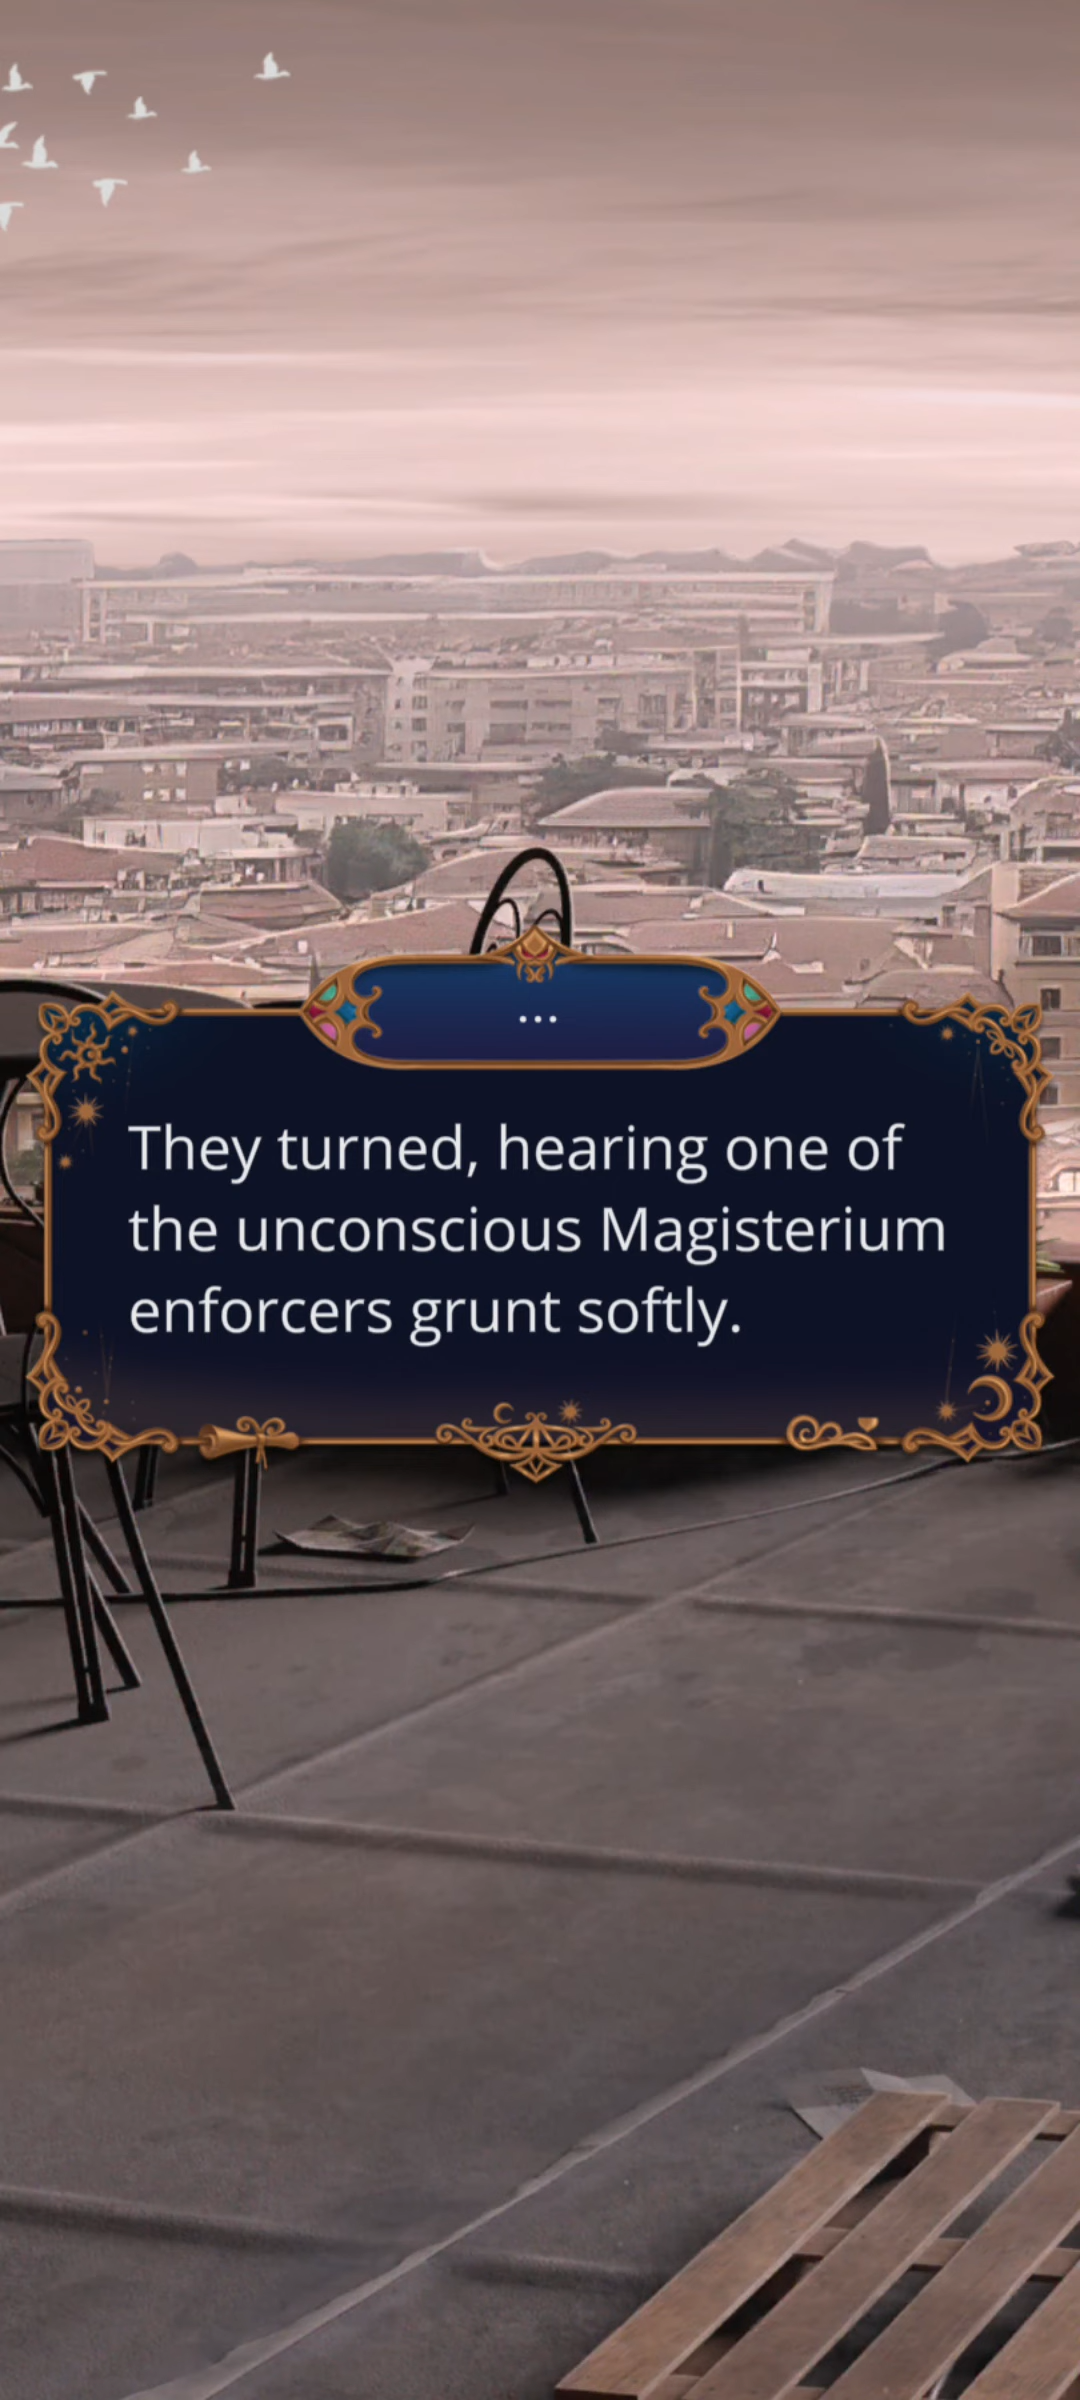 ...
They turned, hearing one of
the unconscious Magisterium
enforcers grunt softly.